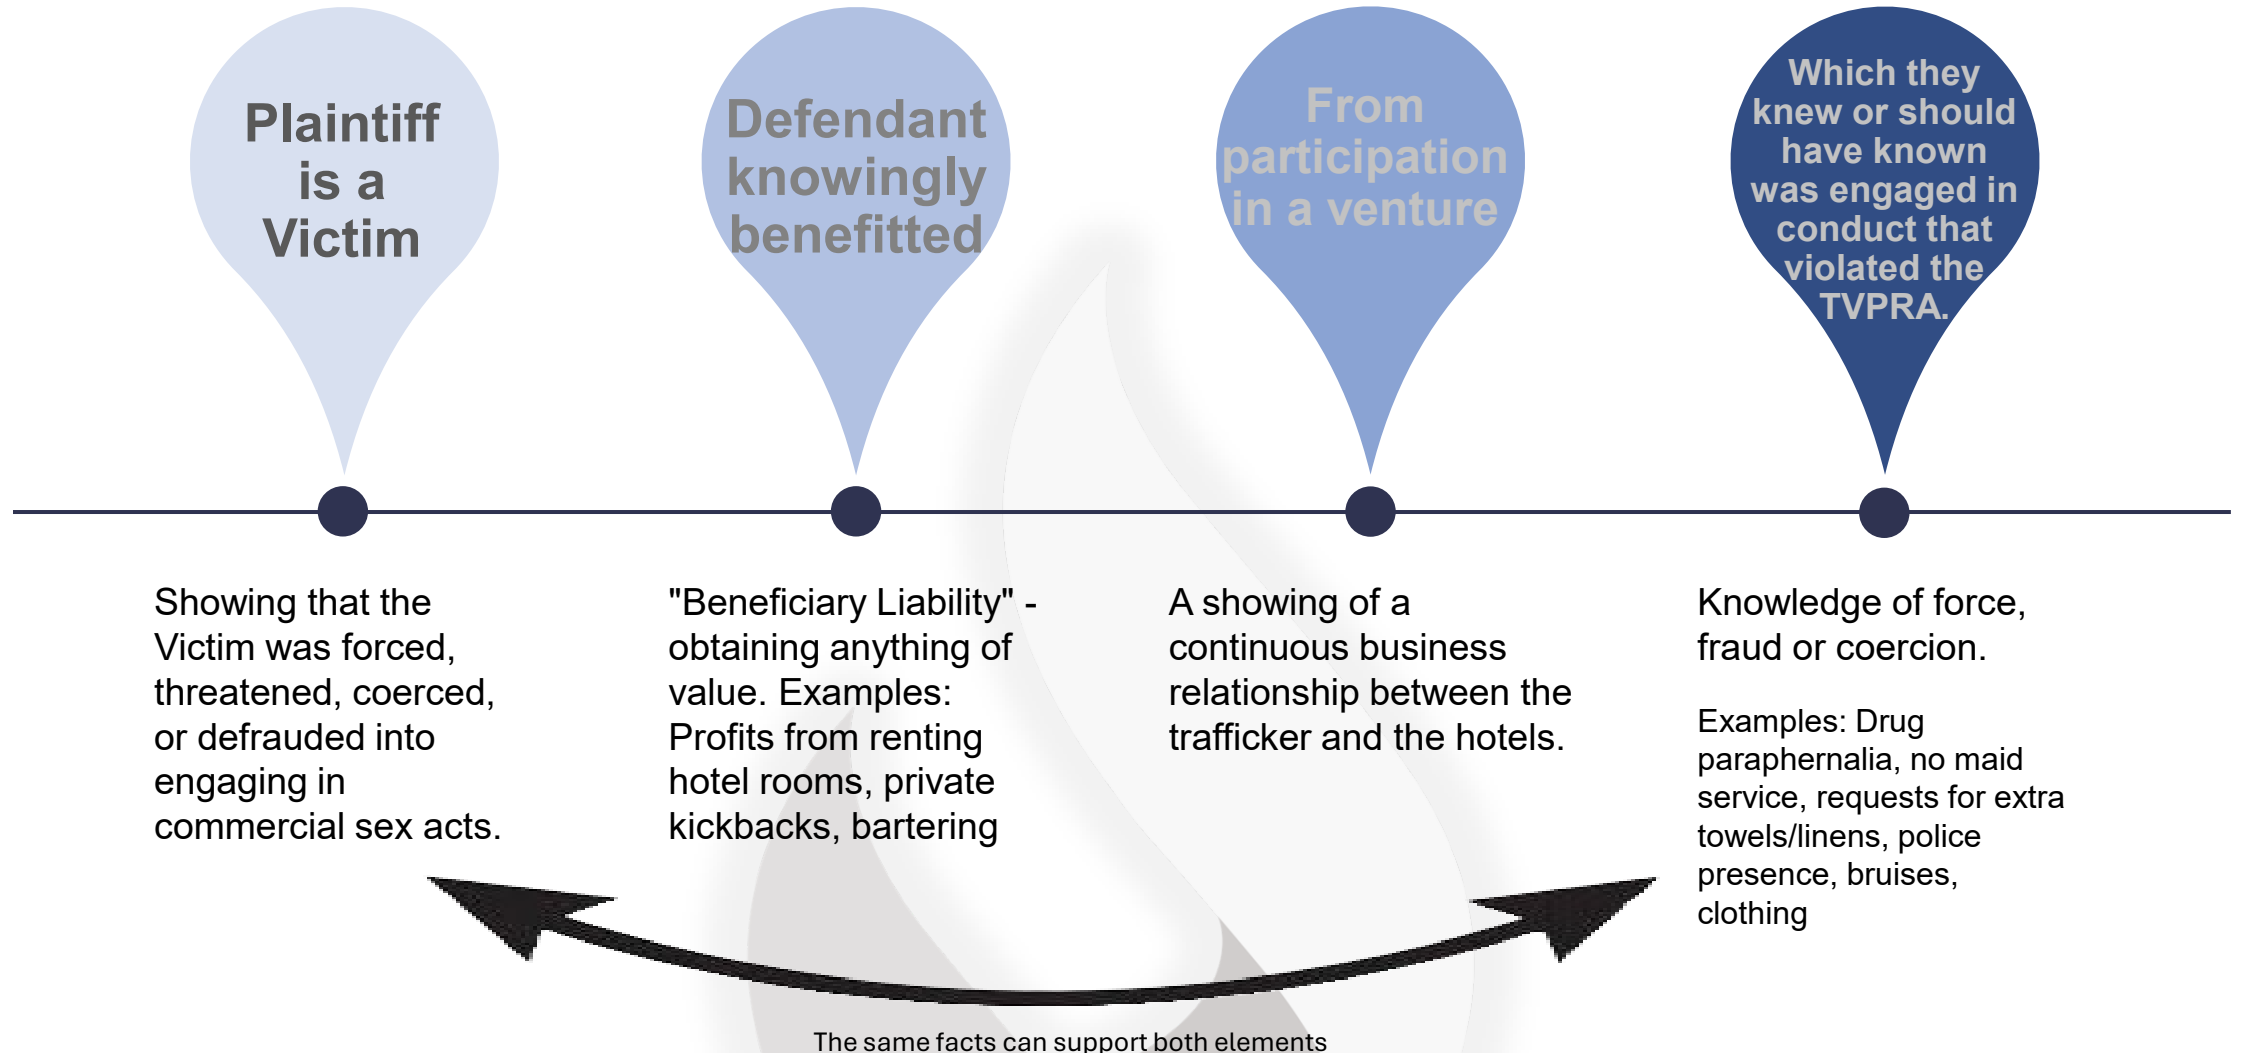 Plaintiff
is a
Victim
Defendant
knowingly
benefitted
From
participation
in a venture
Which they
knew or should
have known
was engaged in
conduct that
violated the
TVPRA.
Showing that the
Victim was forced,
threatened, coerced,
or defrauded into
engaging in
commercial sex acts.
"Beneficiary Liability" -
obtaining anything of
value. Examples:
Profits from renting
hotel rooms, private
kickbacks, bartering
A showing of a
continuous business
relationship between the
trafficker and the hotels.
Knowledge of force,
fraud or coercion.
Examples: Drug
paraphernalia, no maid
service, requests for extra
towels/linens, police
presence, bruises,
clothing
The same facts can support both elements